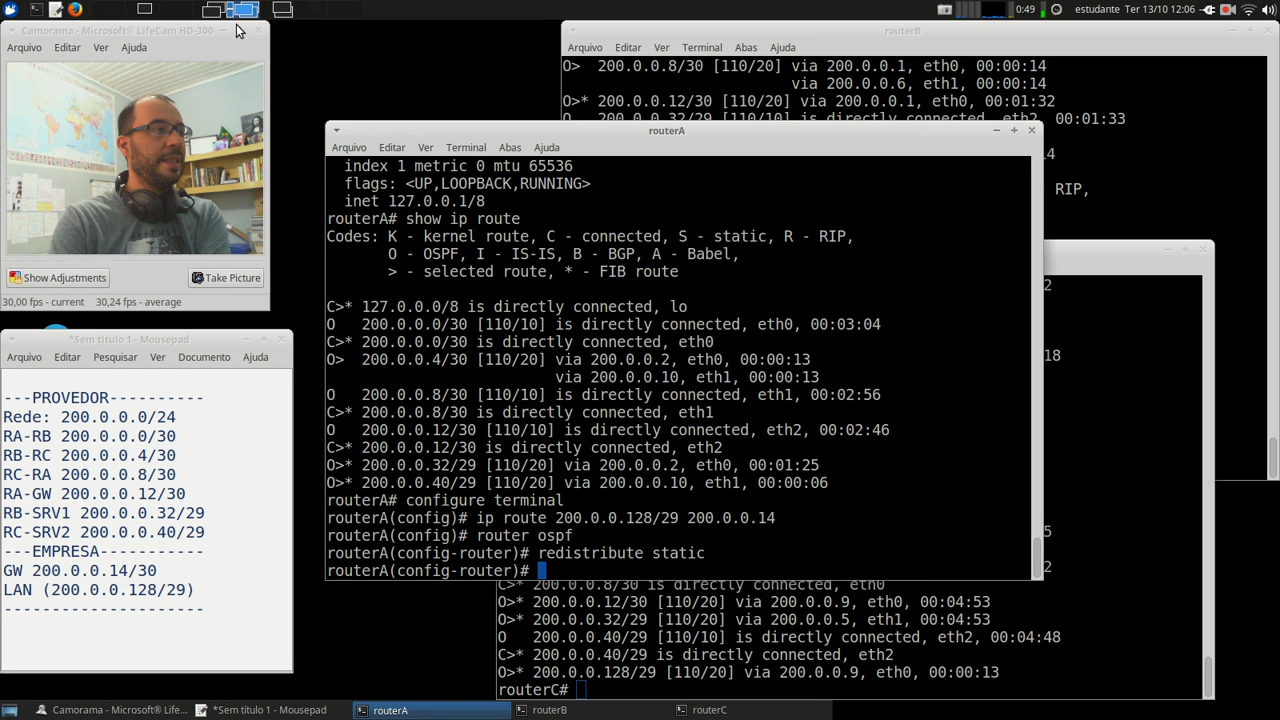 0:49 estudante Ter 13/10 12:06
Camorama - Microsoft® LifeCam HD-300
Arquivo Editar Ver Ajuda
Show Adjustments Take Picture
30,00 fps - current 30,24 fps - average
*Sem título 1 - Mousepad
Arquivo Editar Pesquisar Ver Documento Ajuda
---PROVEDOR----------
Rede: 200.0.0.0/24
RA-RB 200.0.0.0/30
RB-RC 200.0.0.4/30
RC-RA 200.0.0.8/30
RA-GW 200.0.0.12/30
RB-SRV1 200.0.0.32/29
RC-SRV2 200.0.0.40/29
---EMPRESA-----------
GW 200.0.0.14/30
LAN (200.0.0.128/29)
---------------------
routerB
Arquivo Editar Ver Terminal Abas Ajuda
O> 200.0.0.8/30 [110/20] via 200.0.0.1, eth0, 00:00:14
via 200.0.0.6, eth1, 00:00:14
O>* 200.0.0.12/30 [110/20] via 200.0.0.1, eth0, 00:01:32
O 200.0.0.32/29 [110/10] is directly connected, eth2, 00:01:33
14
RIP,
routerA
Arquivo Editar Ver Terminal Abas Ajuda
index 1 metric 0 mtu 65536
flags: <UP,LOOPBACK,RUNNING>
inet 127.0.0.1/8
routerA# show ip route
Codes: K - kernel route, C - connected, S - static, R - RIP,
O - OSPF, I - IS-IS, B - BGP, A - Babel,
> - selected route, * - FIB route
C>* 127.0.0.0/8 is directly connected, lo
O 200.0.0.0/30 [110/10] is directly connected, eth0, 00:03:04
C>* 200.0.0.0/30 is directly connected, eth0
O> 200.0.0.4/30 [110/20] via 200.0.0.2, eth0, 00:00:13
via 200.0.0.10, eth1, 00:00:13
O 200.0.0.8/30 [110/10] is directly connected, eth1, 00:02:56
C>* 200.0.0.8/30 is directly connected, eth1
O 200.0.0.12/30 [110/10] is directly connected, eth2, 00:02:46
C>* 200.0.0.12/30 is directly connected, eth2
O>* 200.0.0.32/29 [110/20] via 200.0.0.2, eth0, 00:01:25
O>* 200.0.0.40/29 [110/20] via 200.0.0.10, eth1, 00:00:06
routerA# configure terminal
routerA(config)# ip route 200.0.0.128/29 200.0.0.14
routerA(config)# router ospf
routerA(config-router)# redistribute static
routerA(config-router)#
2
18
5
2
C>* 200.0.0.8/30 is directly connected, eth0
O>* 200.0.0.12/30 [110/20] via 200.0.0.9, eth0, 00:04:53
O>* 200.0.0.32/29 [110/20] via 200.0.0.5, eth1, 00:04:53
O 200.0.0.40/29 [110/10] is directly connected, eth2, 00:04:48
C>* 200.0.0.40/29 is directly connected, eth2
O>* 200.0.0.128/29 [110/20] via 200.0.0.9, eth0, 00:00:13
routerC#
Camorama - Microsoft® LifeC... *Sem título 1 - Mousepad routerA routerB routerC